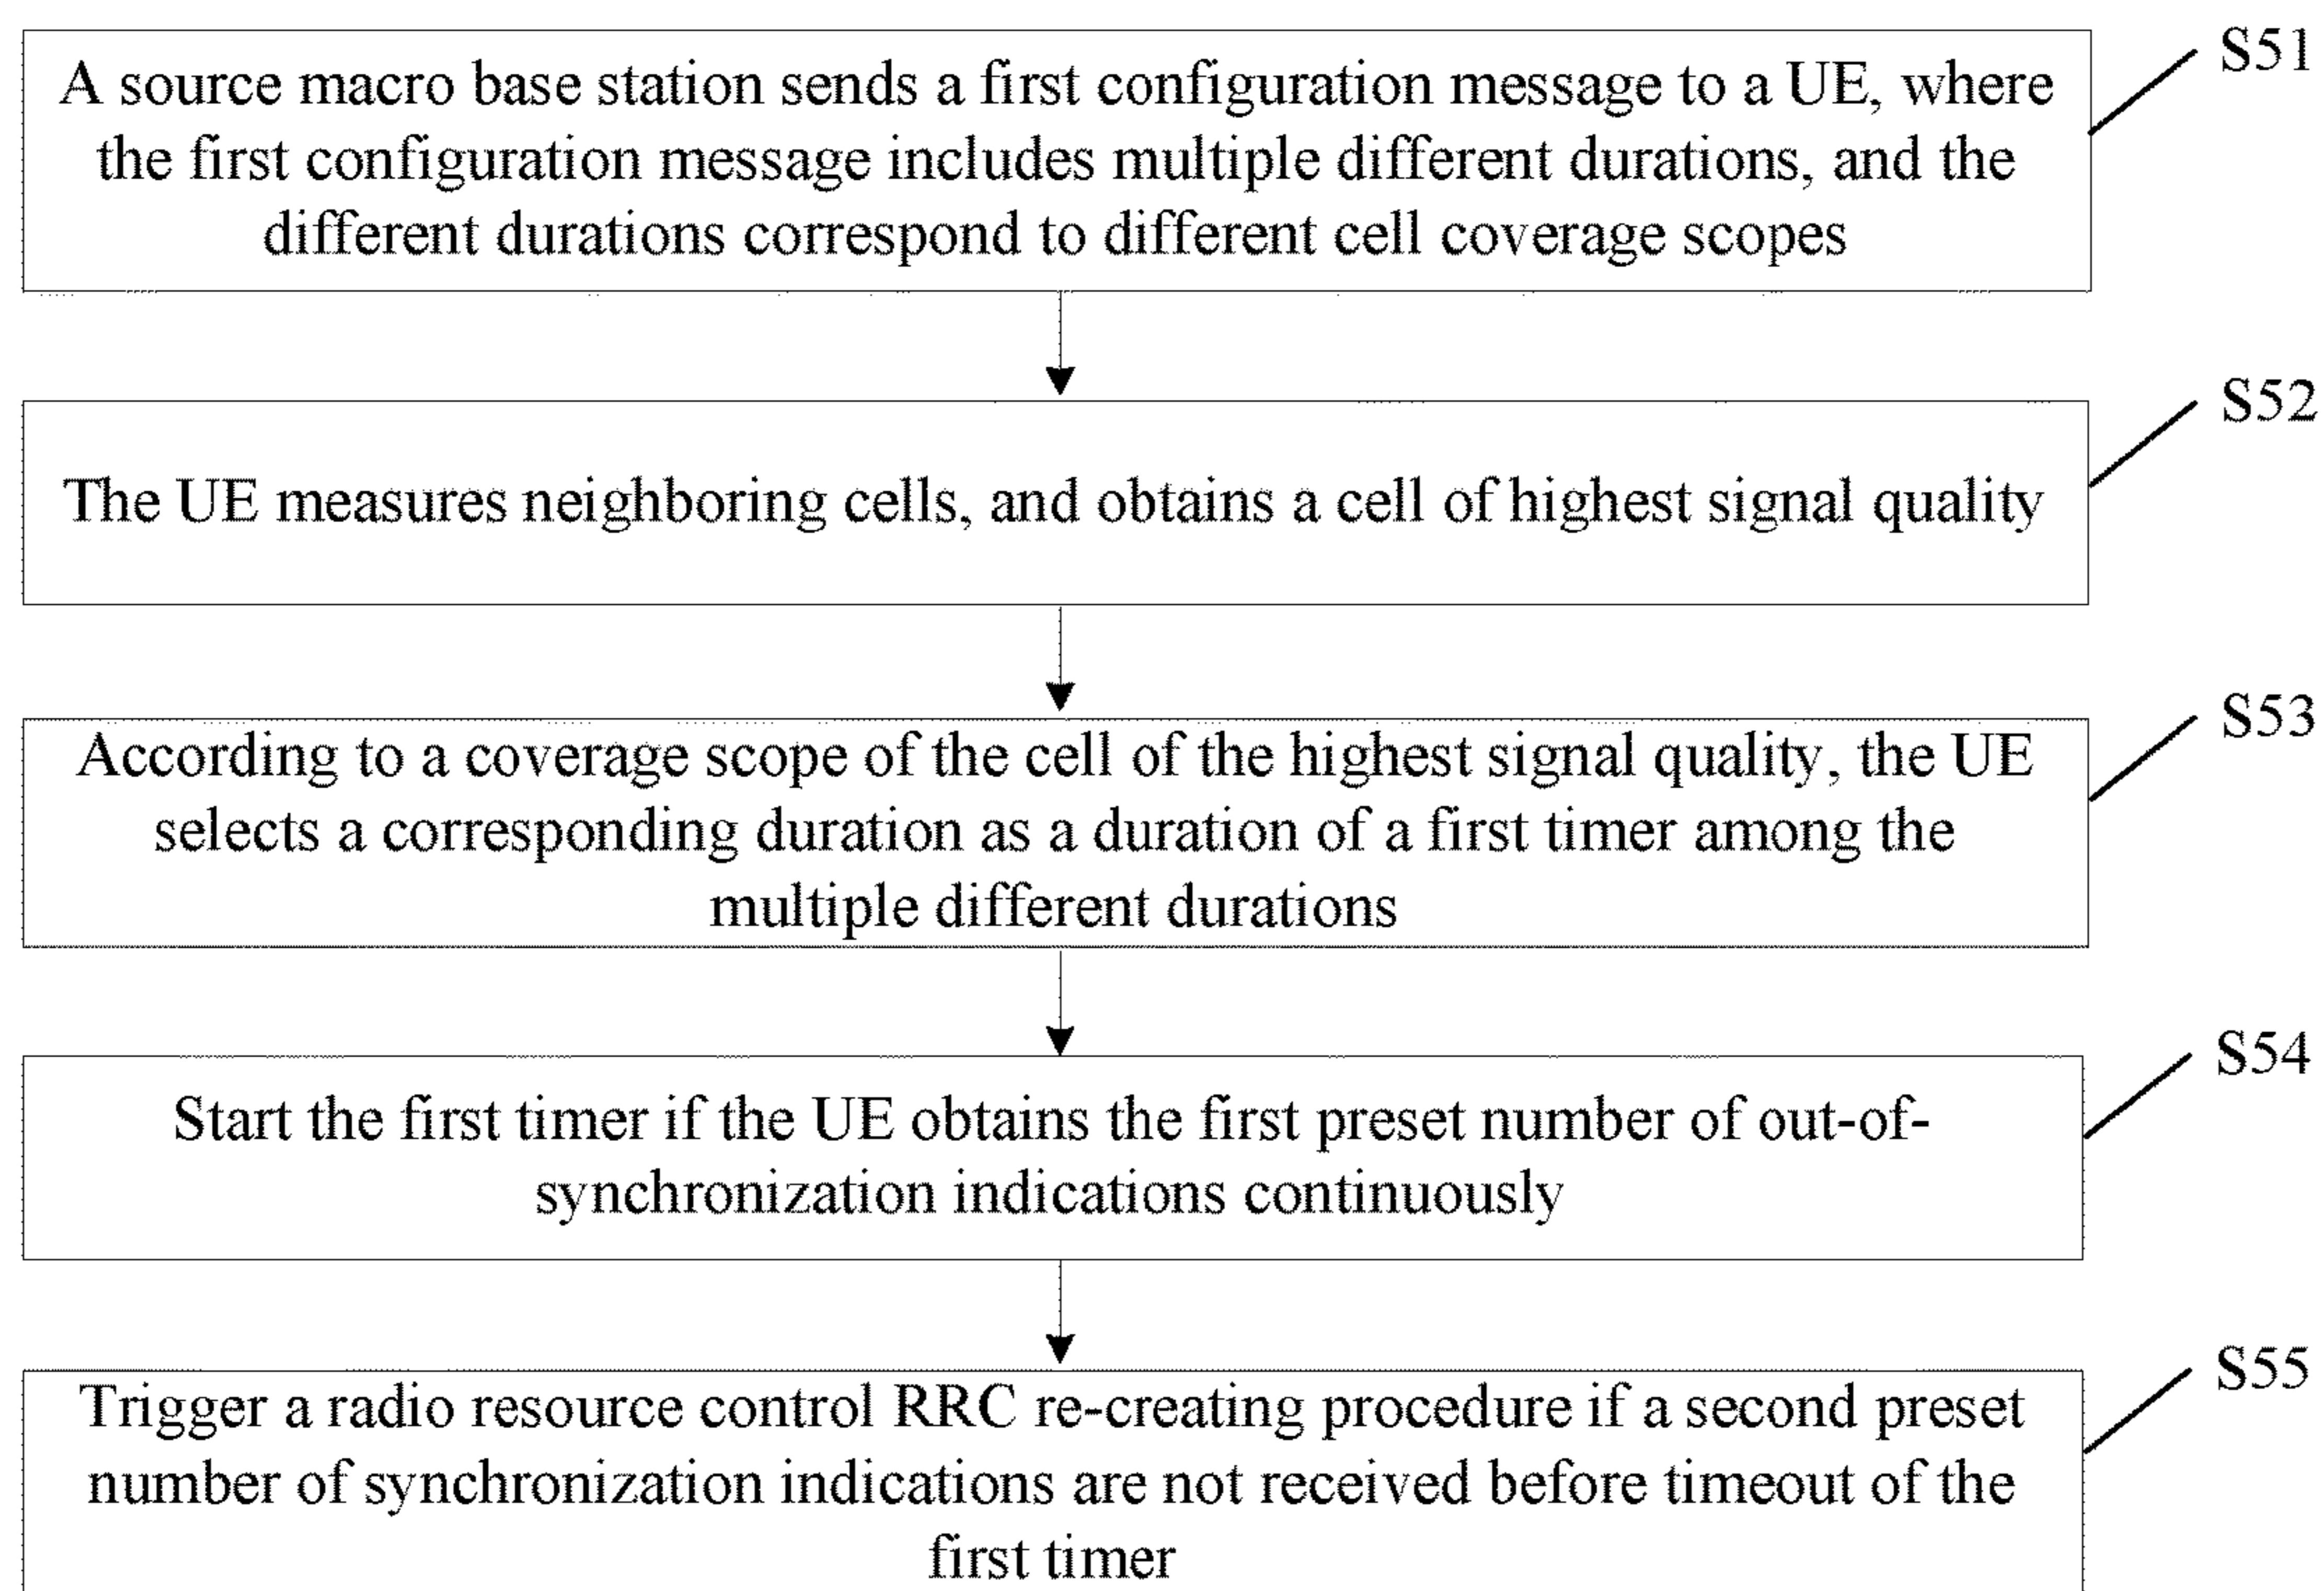 A source macro base station sends a first configuration message to a UE, where
the first configuration message includes multiple different durations, and the
different durations correspond to different cell coverage scopes
S51
The UE measures neighboring cells, and obtains a cell of highest signal quality
S52
According to a coverage scope of the cell of the highest signal quality, the UE
selects a corresponding duration as a duration of a first timer among the
multiple different durations
S53
Start the first timer if the UE obtains the first preset number of out-of-
synchronization indications continuously
S54
Trigger a radio resource control RRC re-creating procedure if a second preset
number of synchronization indications are not received before timeout of the
first timer
S55